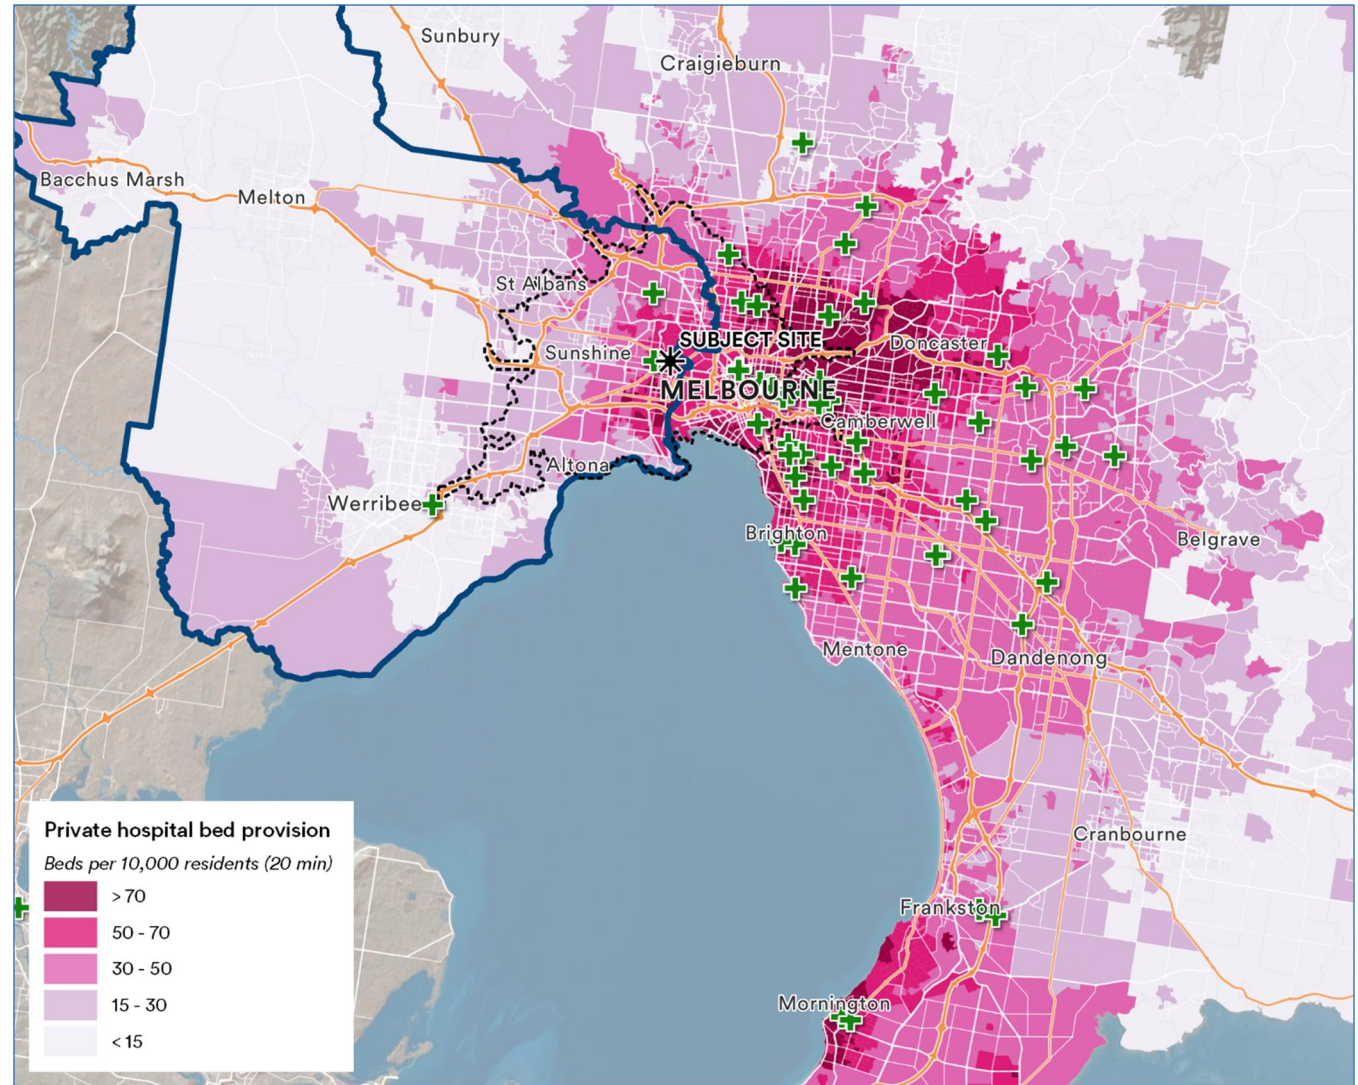 Sunbury
Craigieburn
Bacchus Marsh
Melton
St Albans
SUBJECT SITE
Sunshine
Doncaster
MELBOURNE
Camberwell
Altona
Werribee
Brighton
Belgrave
Mentone
Dandenong
Cranbourne
Frankston
Mornington
Private hospital bed provision
Beds per 10,000 residents (20 min)
>70
50 - 70
30 - 50
15 - 30
<15